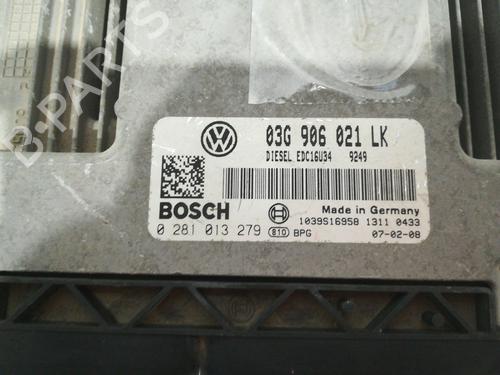 B-PARTS
03G 906 021 LK
DIESEL EDC16U34 9249
BOSCH
Made in Germany
1039S16958 1311 0433
0 281 013 279 810 BPG 07-02-08